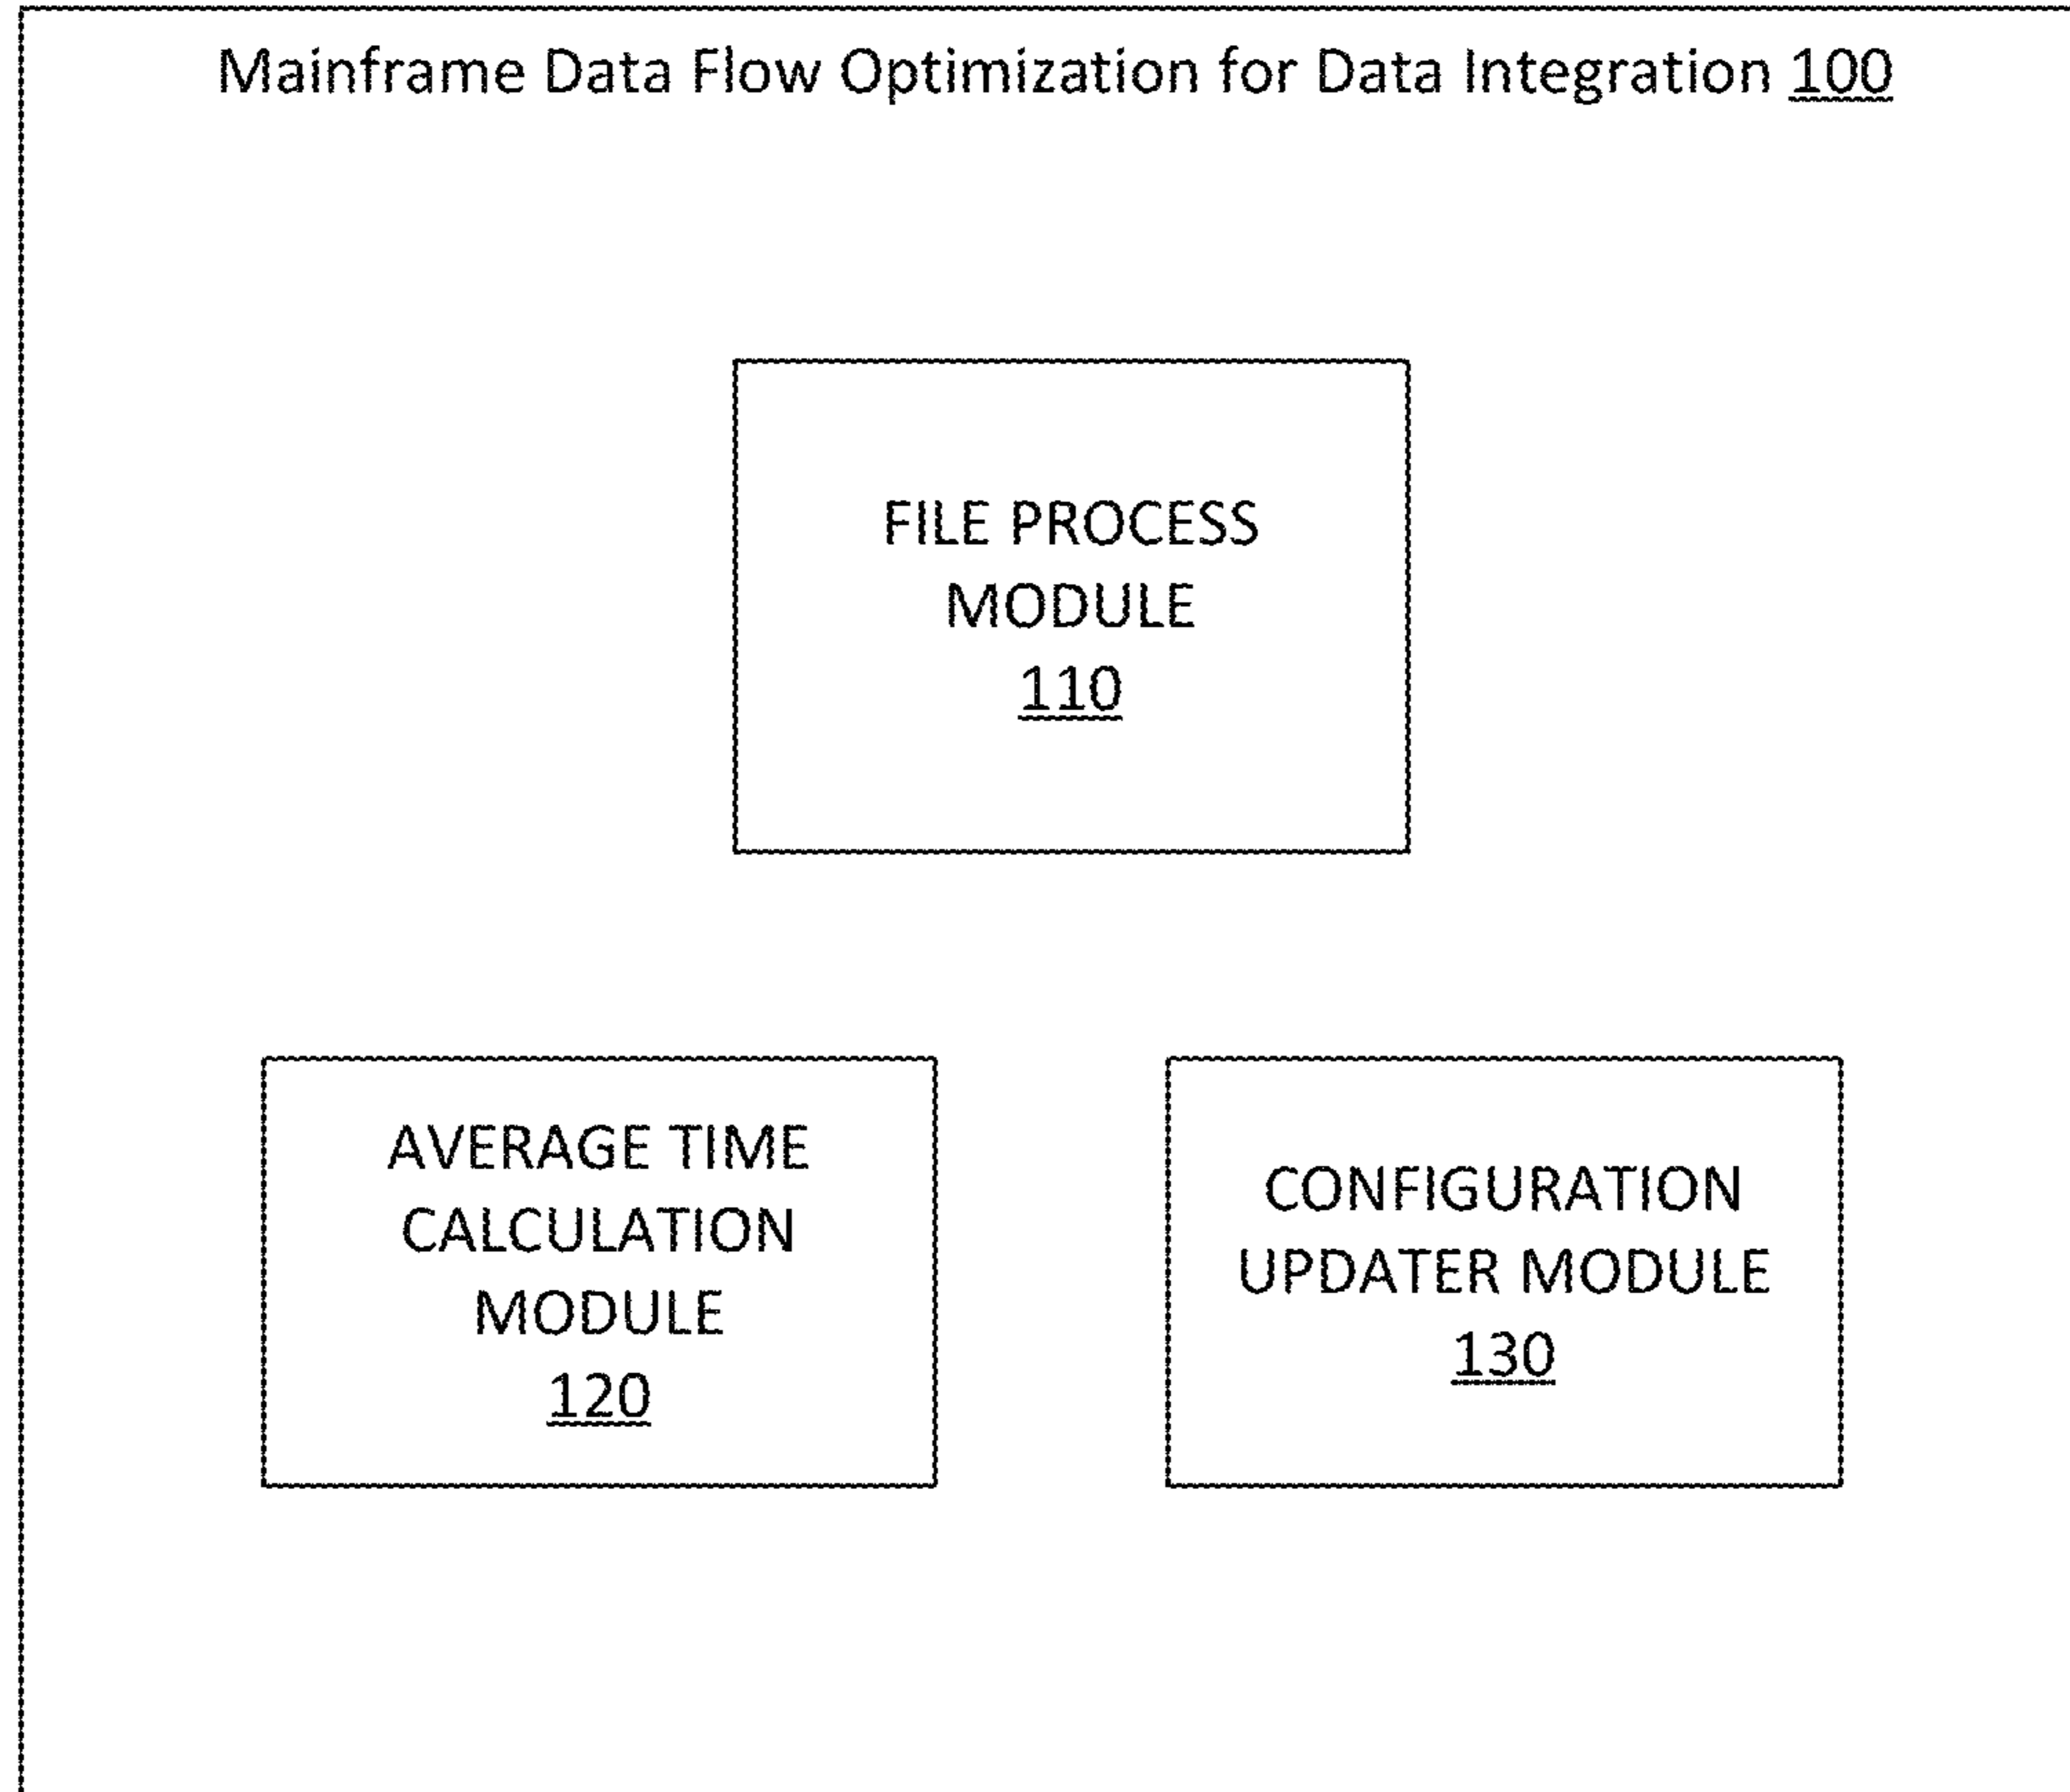 Mainframe Data Flow Optimization for Data Integration 100
FILE PROCESS
MODULE
110
AVERAGE TIME
CALCULATION
MODULE
120
CONFIGURATION
UPDATER MODULE
130